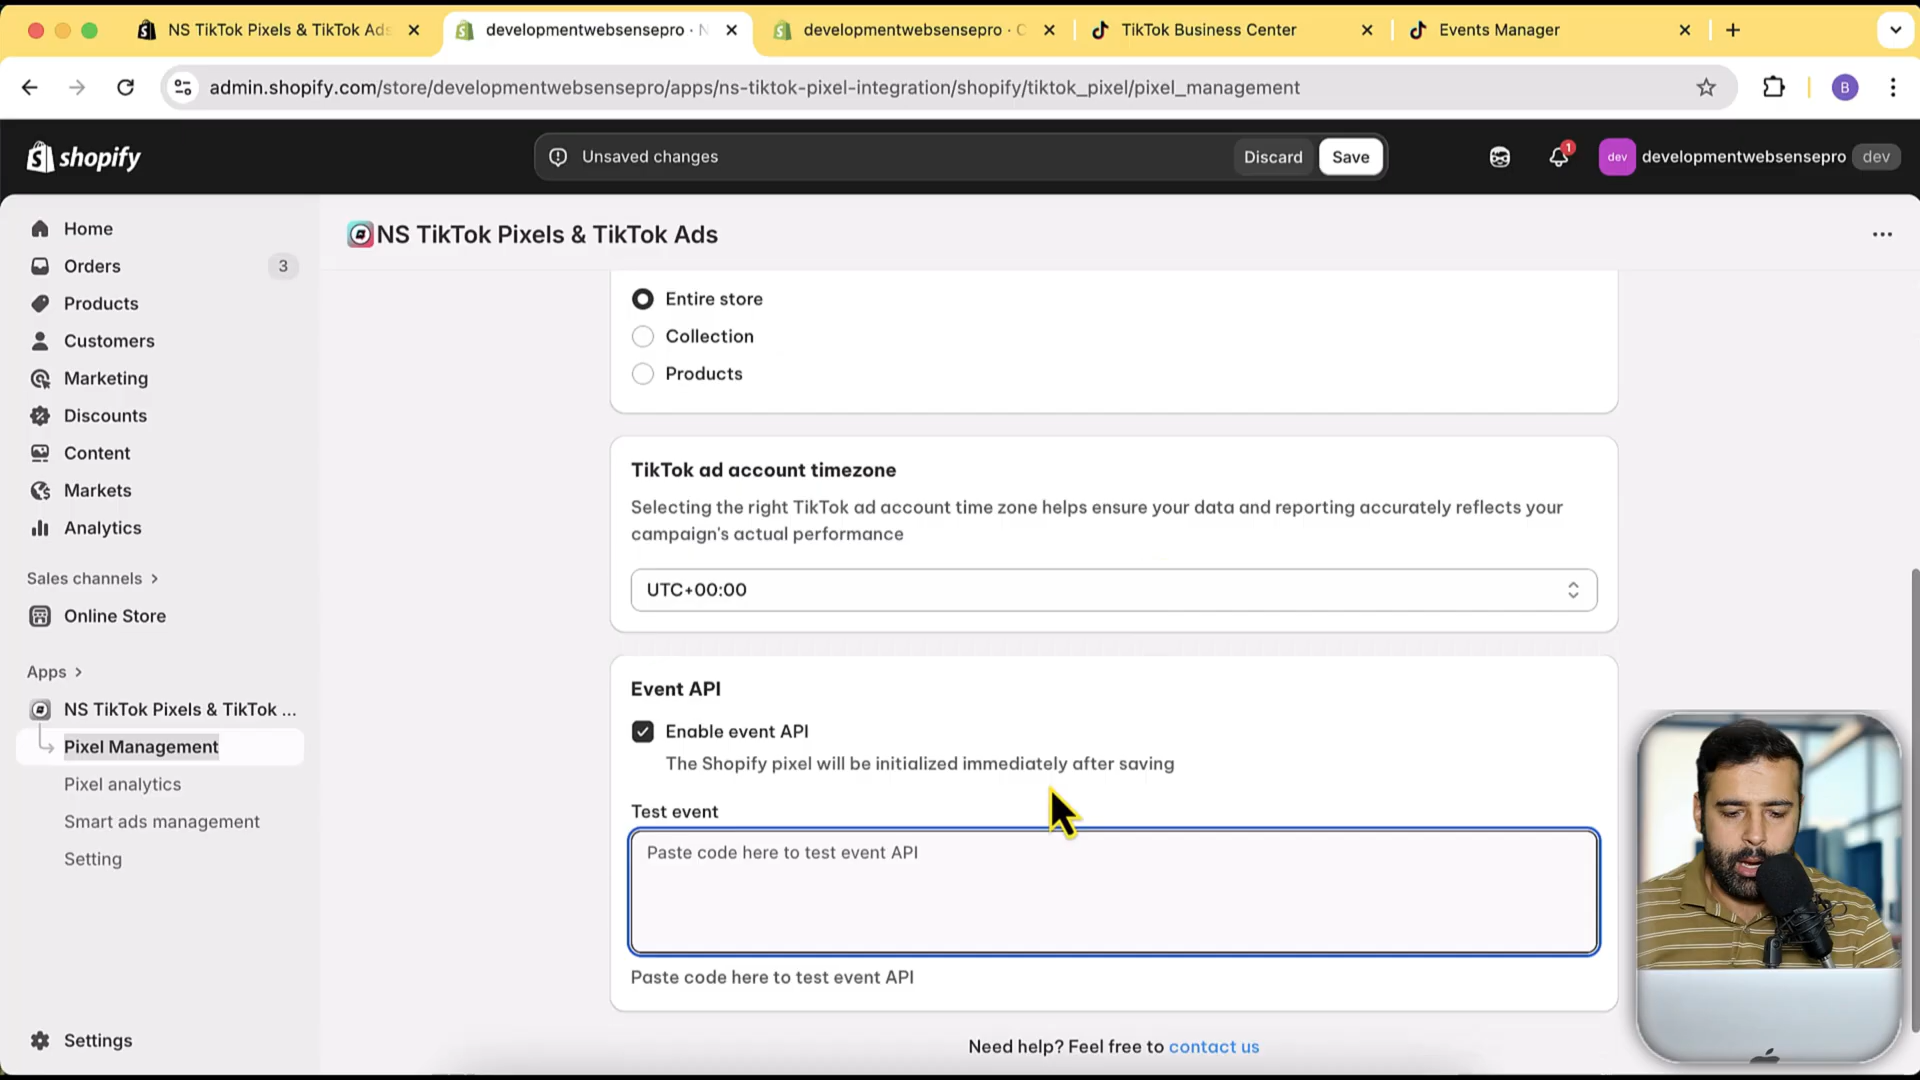 NS TikTok Pixels & TikTok Ads
developmentwebsensepro · N
developmentwebsensepro · C
TikTok Business Center
Events Manager
admin.shopify.com/store/developmentwebsensepro/apps/ns-tiktok-pixel-integration/shopify/tiktok_pixel/pixel_management
B
shopify
Unsaved changes
Discard
Save
1
dev
developmentwebsensepro
dev
Home
Orders
3
Products
Customers
Marketing
Discounts
Content
Markets
Analytics
Sales channels
Online Store
Apps
NS TikTok Pixels & TikTok ...
Pixel Management
Pixel analytics
Smart ads management
Setting
Settings
NS TikTok Pixels & TikTok Ads
Entire store
Collection
Products
TikTok ad account timezone
Selecting the right TikTok ad account time zone helps ensure your data and reporting accurately reflects your
campaign's actual performance
UTC+00:00
Event API
Enable event API
The Shopify pixel will be initialized immediately after saving
Test event
Paste code here to test event API
Paste code here to test event API
Need help? Feel free to contact us